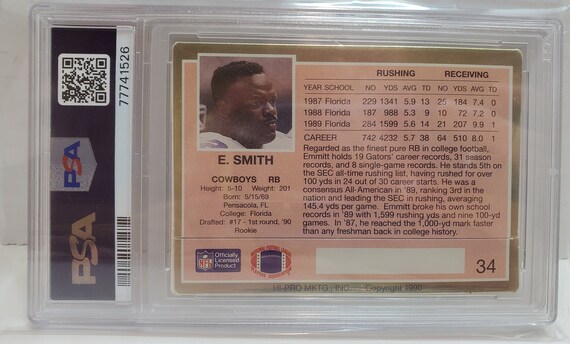 77741526
PSA
PSA
E. SMITH
COWBOYS RB
Height: 5-10 Weight: 201
Born: 5/15/69
Pensacola, FL
College: Florida
Drafted: #17 - 1st round, '90
Rookie
RUSHING RECEIVING
YEAR SCHOOL NO YDS AVG TD NO YDS AVG TD
1987 Florida 229 1341 5.9 13 25 184 7.4 0
1988 Florida 187 988 5.3 9 10 72 7.2 0
1989 Florida 284 1599 5.6 14 21 207 9.9 1
CAREER 742 4232 5.7 38 64 510 8.0 1
Regarded as the finest pure RB in college football,
Emmitt holds 19 Gators' career records, 31 season
records, and 8 single-game records. He stands 5th on
the SEC all-time rushing list, having rushed for over
100 yards in 24 out of 30 career starts. He was a
consensus All-American in '89, ranking 3rd in the
nation and leading the SEC in rushing, averaging
145.4 yds per game. Emmitt broke his own school
records in '89 with 1,599 rushing yds and nine 100-yd
games. In '87, he reached the 1,000-yd mark faster
than any freshman back in college history.
NFL
Officially
Licensed
Product
34
HI-PRO MKTG., INC. Copyright 1990